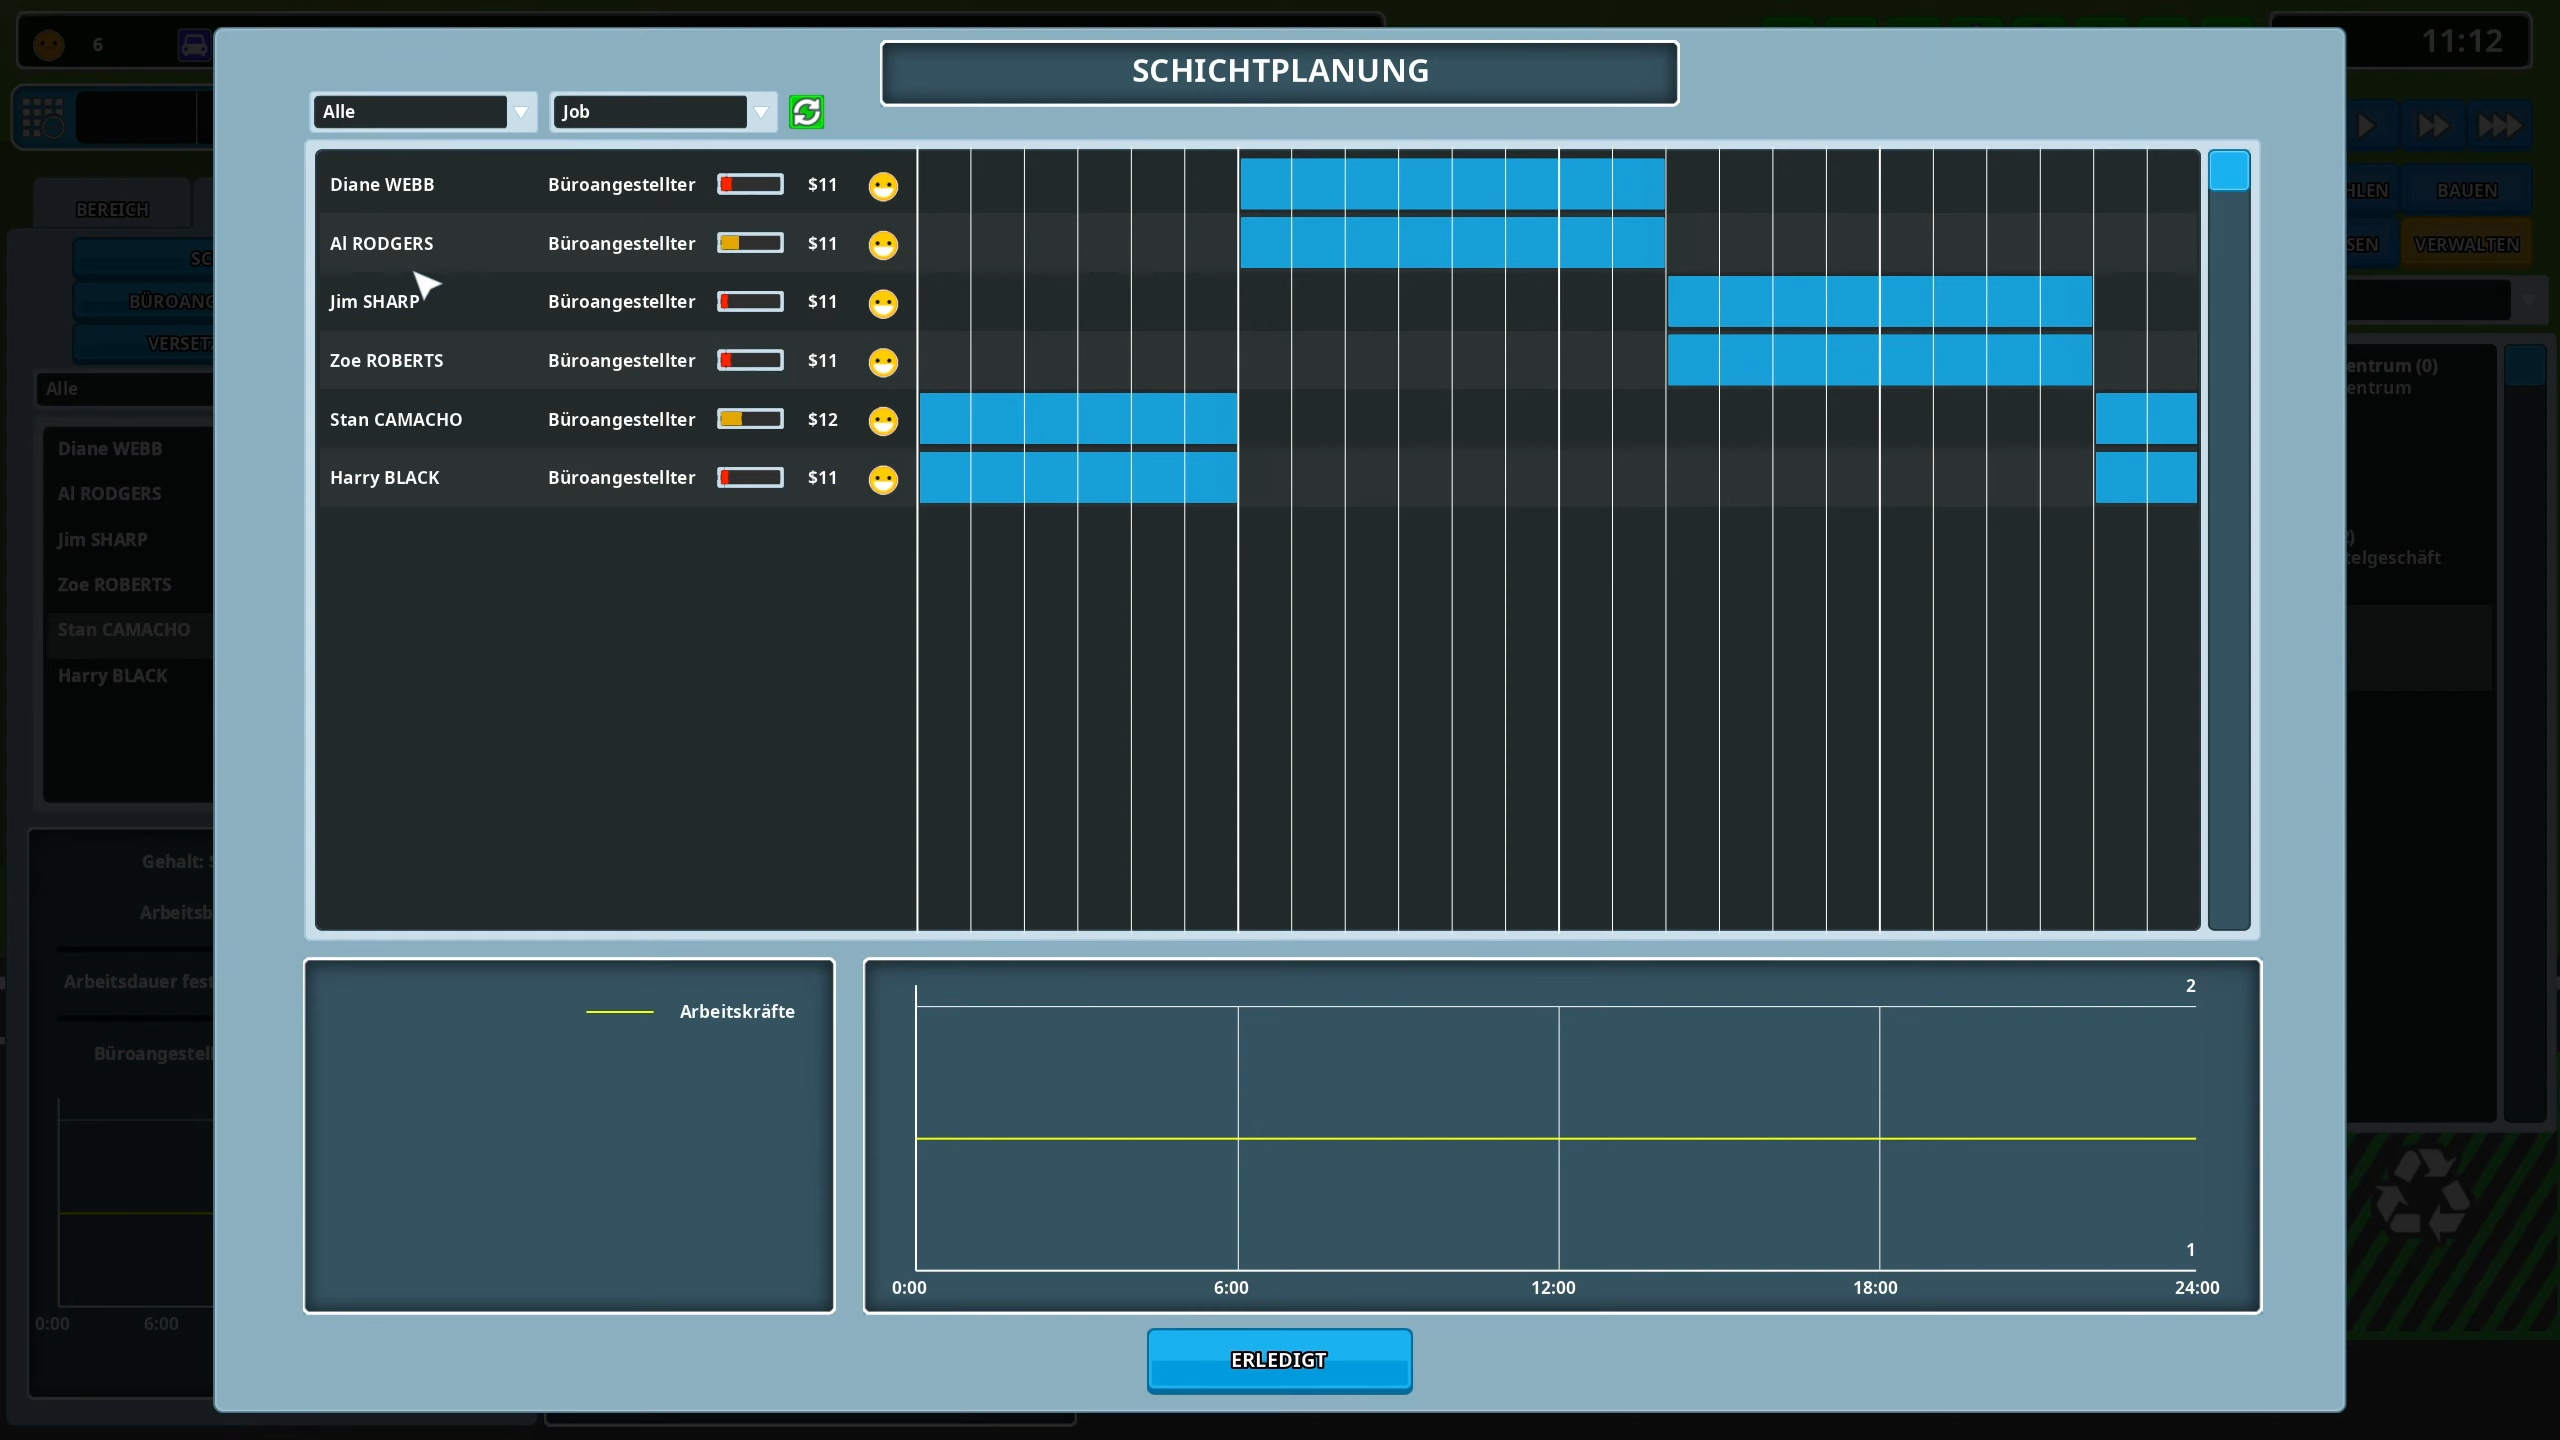 6
11:12
SCHICHTPLANUNG
Alle
Job
BEREICH
BAUEN
VERWALTEN
Diane WEBB Büroangestellter $11
Al RODGERS Büroangestellter $11
Jim SHARP Büroangestellter $11
Zoe ROBERTS Büroangestellter $11
Stan CAMACHO Büroangestellter $12
Harry BLACK Büroangestellter $11
Alle
Diane WEBB
Al RODGERS
Jim SHARP
Zoe ROBERTS
Stan CAMACHO
Harry BLACK
Gehalt:
0:00
6:00
Arbeitskräfte
2
1
0:00
6:00
12:00
18:00
24:00
ERLEDIGT